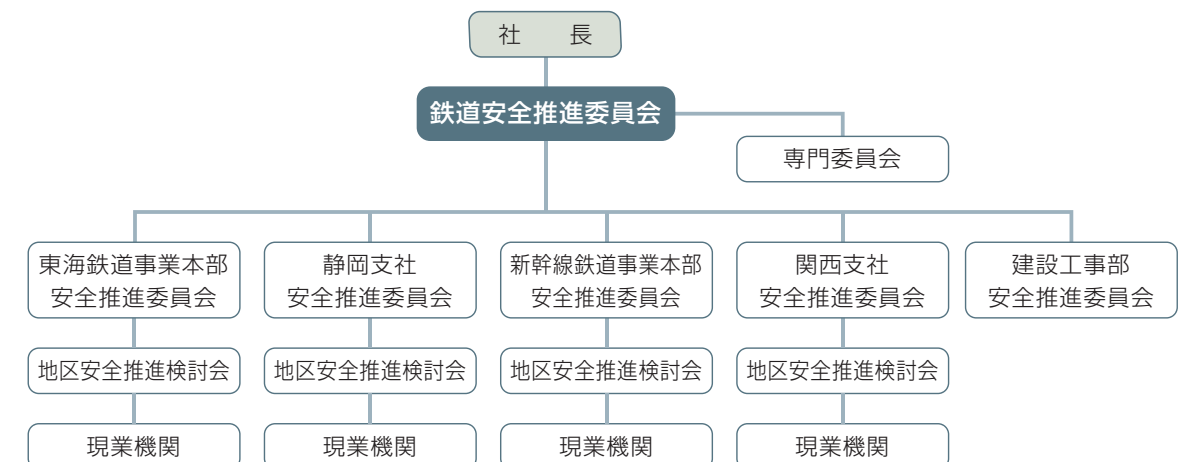 社　長
鉄道安全推進委員会
専門委員会
東海鉄道事業本部
安全推進委員会
静岡支社
安全推進委員会
新幹線鉄道事業本部
安全推進委員会
関西支社
安全推進委員会
建設工事部
安全推進委員会
地区安全推進検討会
地区安全推進検討会
地区安全推進検討会
地区安全推進検討会
現業機関
現業機関
現業機関
現業機関